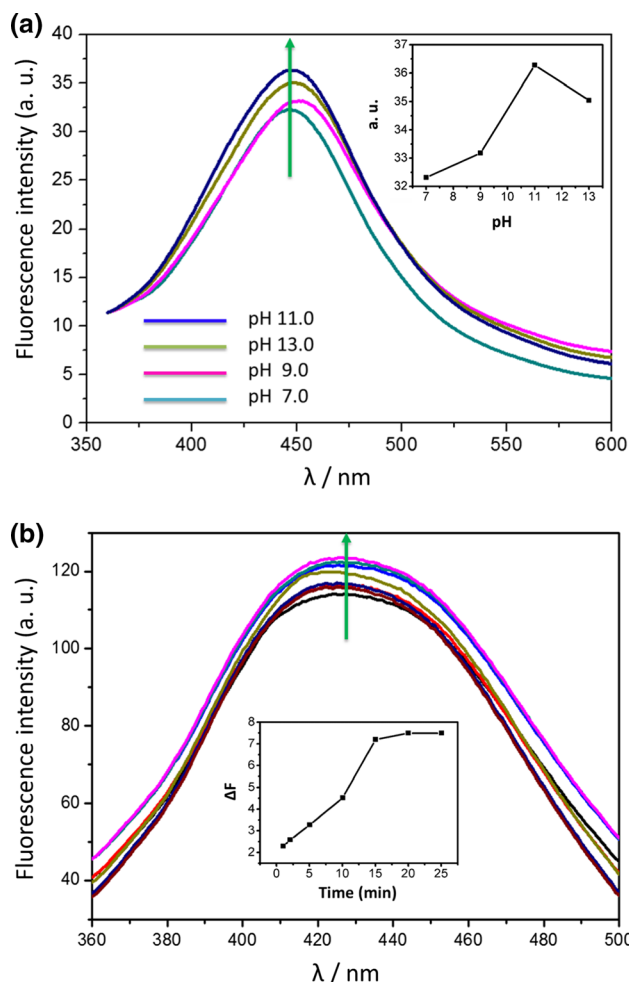 (a)
Fluorescence intensity (a. u.)
40
35
30
25
20
15
10
5
0
350
400
450
500
550
600
λ / nm
pH 11.0
pH 13.0
pH 9.0
pH 7.0
a. u.
37
36
35
34
33
32
7 8 9 10 11 12 13
pH
(b)
Fluorescence intensity (a. u.)
120
100
80
60
40
360
380
400
420
440
460
480
500
λ / nm
ΔF
8
7
6
5
4
3
2
0 5 10 15 20 25
Time (min)